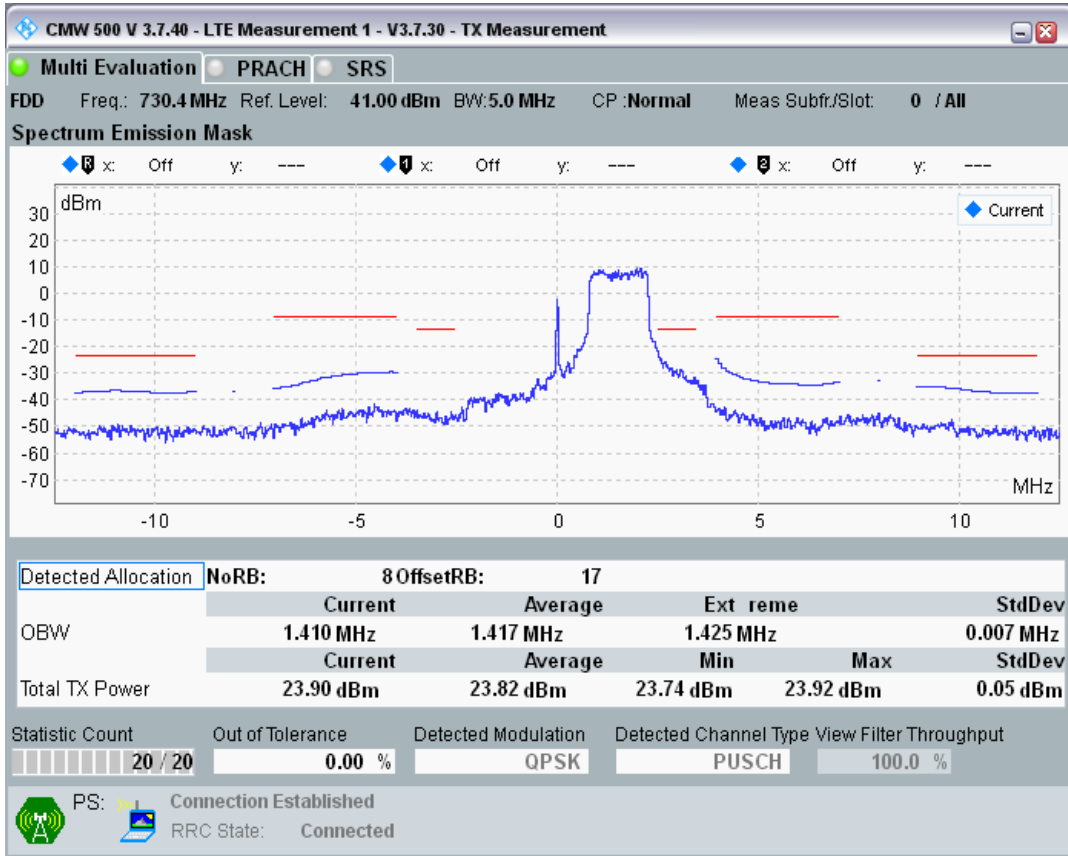 CMW 500 V 3.7.40 - LTE Measurement 1 - V3.7.30 - TX Measurement
Multi Evaluation PRACH SRS
FDD Freq.: 730.4 MHz Ref. Level: 41.00 dBm BW: 5.0 MHz CP :Normal Meas Subfr./Slot: 0 / All
Spectrum Emission Mask
R x: Off y: --- 1 x: Off y: --- 2 x: Off y: ---
dBm
Current
30
20
10
0
-10
-20
-30
-40
-50
-60
-70
MHz
-10 -5 0 5 10
Detected Allocation NoRB: 8 OffsetRB: 17
Current Average Ext reme StdDev
OBW 1.410 MHz 1.417 MHz 1.425 MHz 0.007 MHz
Current Average Min Max StdDev
Total TX Power 23.90 dBm 23.82 dBm 23.74 dBm 23.92 dBm 0.05 dBm
Statistic Count Out of Tolerance Detected Modulation Detected Channel Type View Filter Throughput
20 / 20 0.00 % QPSK PUSCH 100.0 %
PS: Connection Established
RRC State: Connected